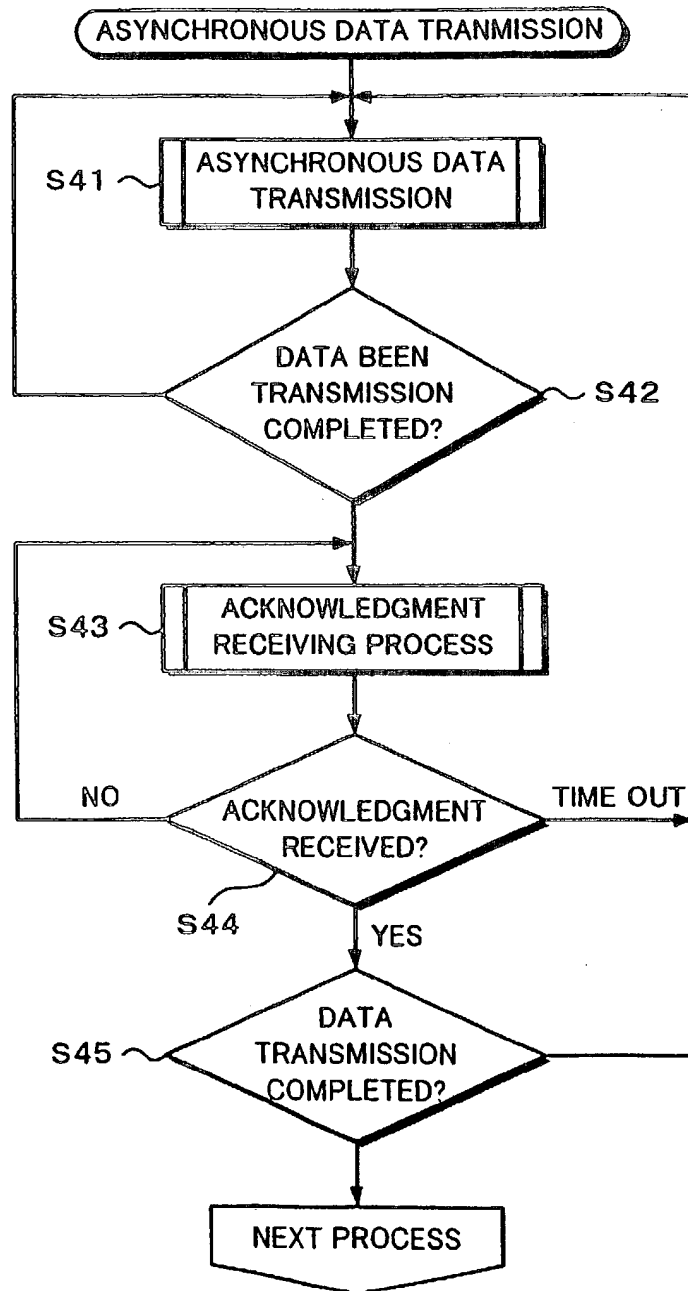 ASYNCHRONOUS DATA TRANMISSION
S41
ASYNCHRONOUS DATA
TRANSMISSION
DATA BEEN
TRANSMISSION
COMPLETED?
S42
S43
ACKNOWLEDGMENT
RECEIVING PROCESS
NO
ACKNOWLEDGMENT
RECEIVED?
TIME OUT
S44
YES
S45
DATA
TRANSMISSION
COMPLETED?
NEXT PROCESS